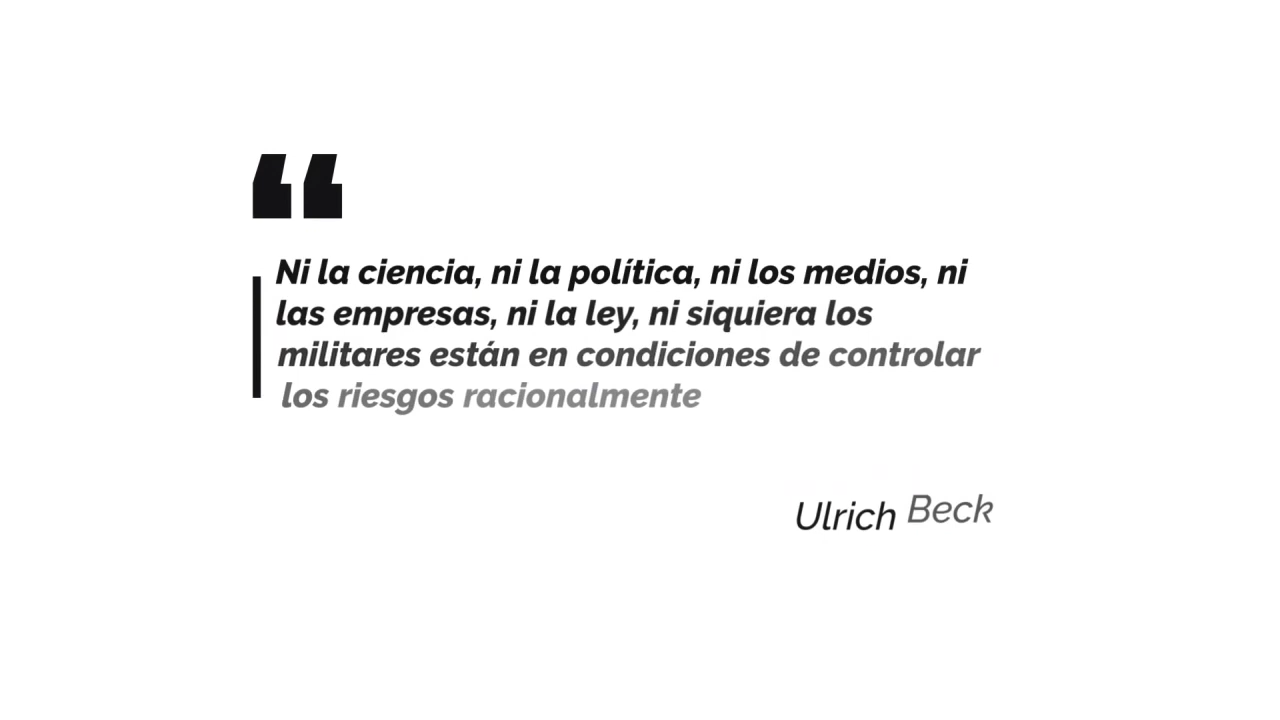 “
Ni la ciencia, ni la política, ni los medios, ni
las empresas, ni la ley, ni siquiera los
militares están en condiciones de controlar
los riesgos racionalmente
Ulrich Beck